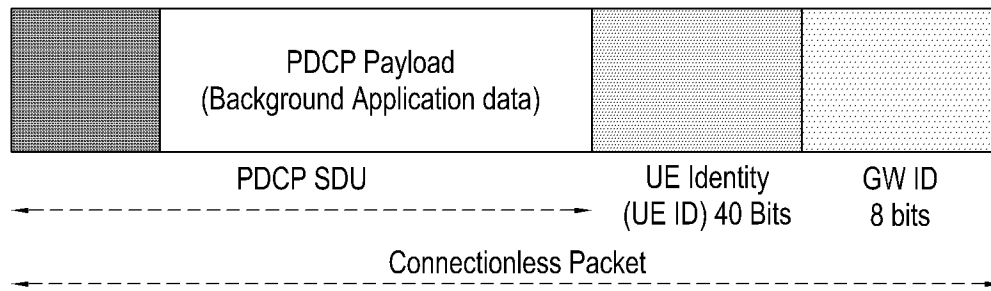 PDCP Payload
(Background Application data)
PDCP SDU
UE Identity
(UE ID) 40 Bits
GW ID
8 bits
Connectionless Packet